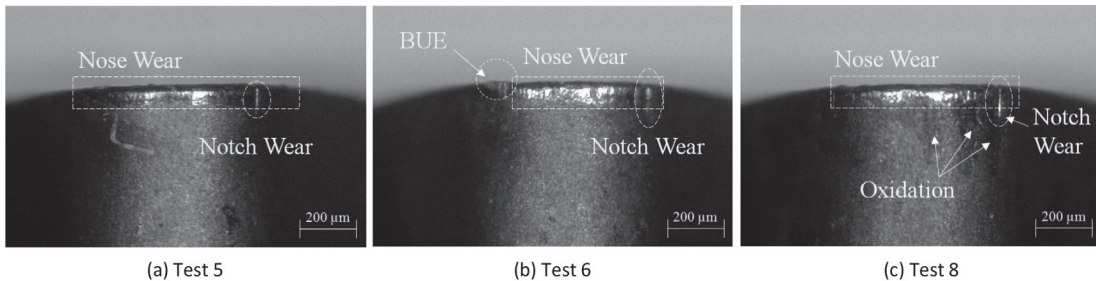 Nose Wear
Notch Wear
200 µm
(a) Test 5
BUE
Nose Wear
Notch Wear
200 µm
(b) Test 6
Nose Wear
Notch
Wear
Oxidation
200 µm
(c) Test 8